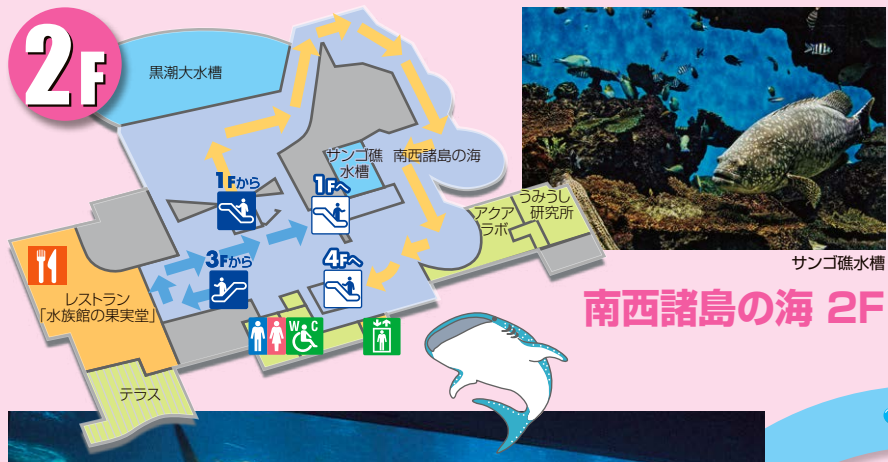 2F
黒潮大水槽
サンゴ礁
水槽
南西諸島の海
1Fから
1Fへ
3Fから
4Fへ
アクア
ラボ
うみうし
研究所
レストラン
「水族館の果実堂」
WC
テラス
サンゴ礁水槽
南西諸島の海 2F